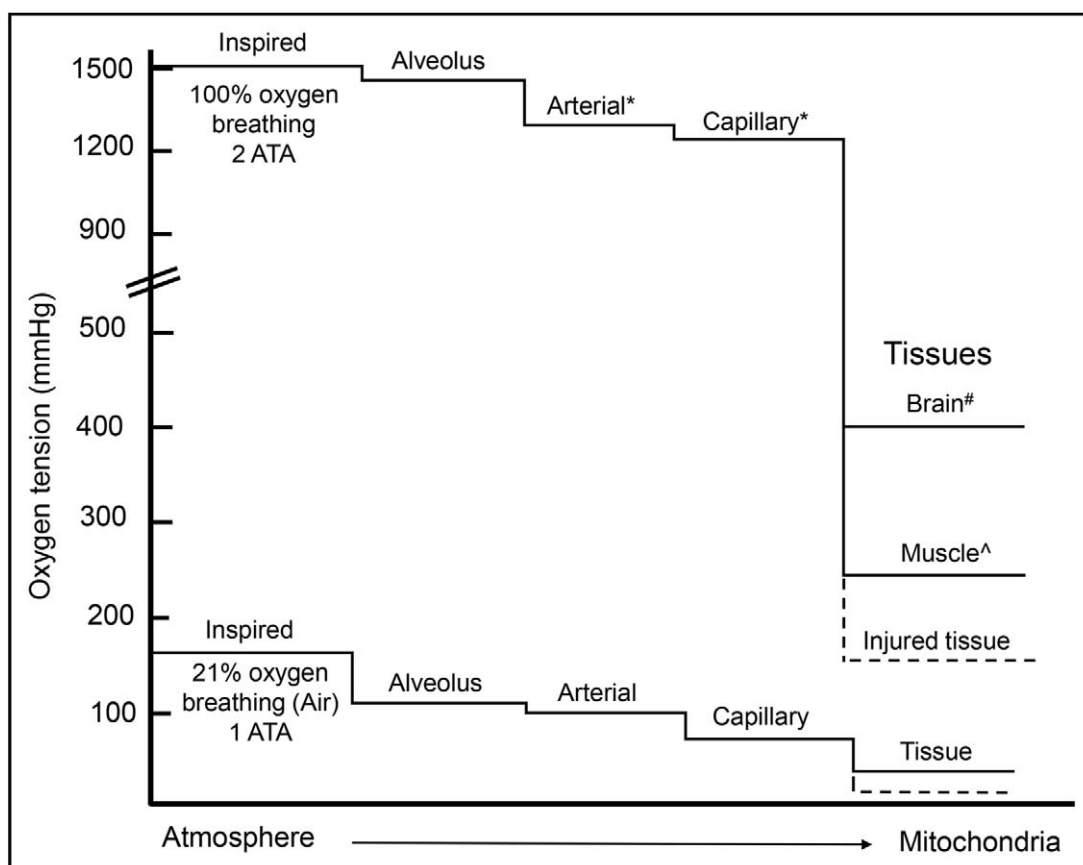 Oxygen tension (mmHg)
1500
1200
900
500
400
300
200
100
Inspired
100% oxygen
breathing
2 ATA
Alveolus
Arterial*
Capillary*
Tissues
Brain#
Muscle^
Injured tissue
Inspired
21% oxygen
breathing (Air)
1 ATA
Alveolus
Arterial
Capillary
Tissue
Atmosphere
Mitochondria